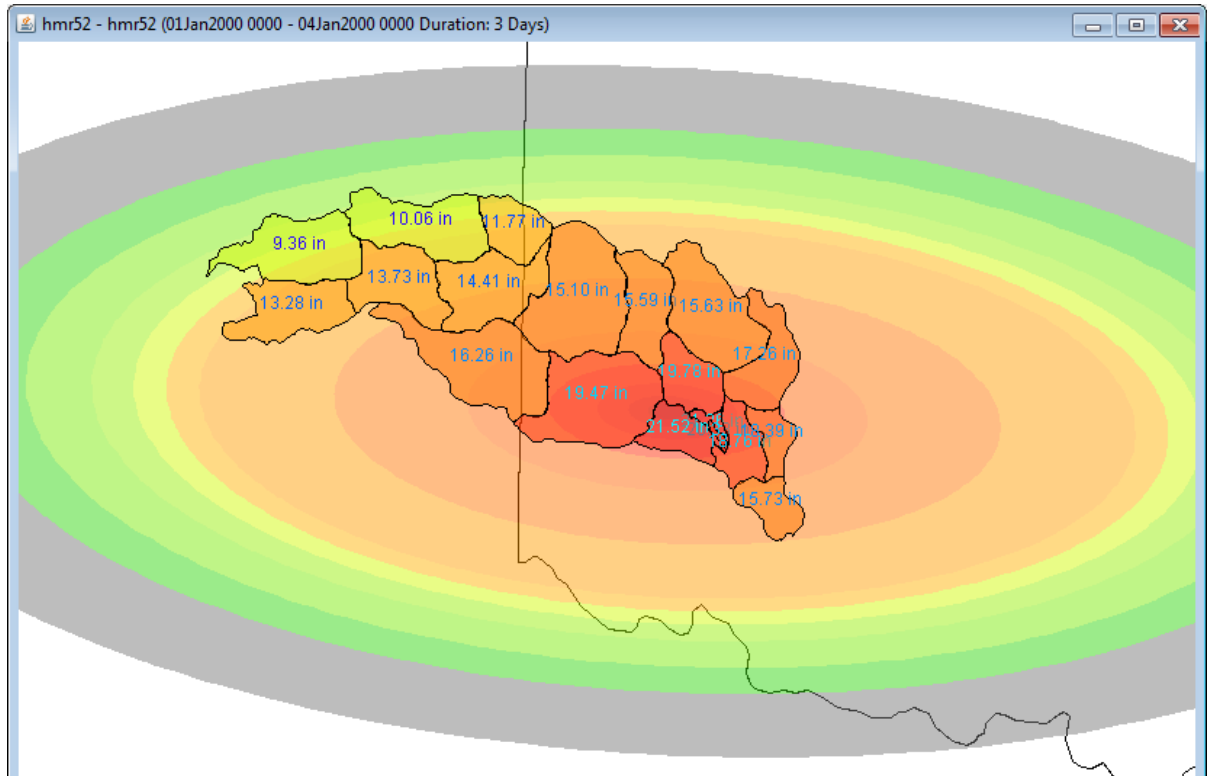 hmr52 - hmr52 (01Jan2000 0000 - 04Jan2000 0000 Duration: 3 Days)
10.06 in
11.77 in
9.36 in
13.73 in
14.41 in
15.10 in
13.28 in
15.59 in
15.63 in
16.26 in
17.26 in
19.78 in
19.47 in
21.52 in
18.39 in
15.73 in